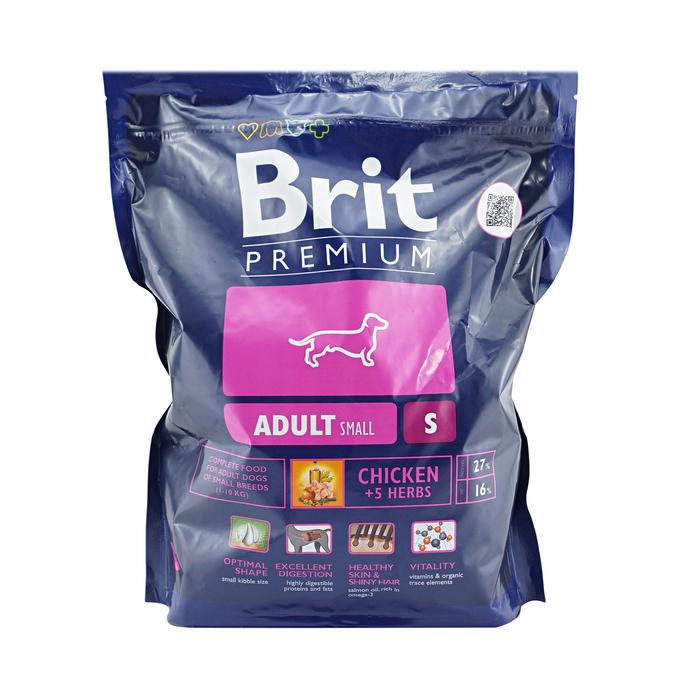 Brit
PREMIUM
ADULT SMALL
S
COMPLETE FOOD
FOR ADULT DOGS
OF SMALL BREEDS
(1-10 KG)
CHICKEN
+5 HERBS
27%
16%
OPTIMAL
SHAPE
small kibble size
EXCELLENT
DIGESTION
highly digestible
proteins and fats
HEALTHY
SKIN &
SHINY HAIR
salmon oil, rich in
omega-3
VITALITY
vitamins & organic
trace elements